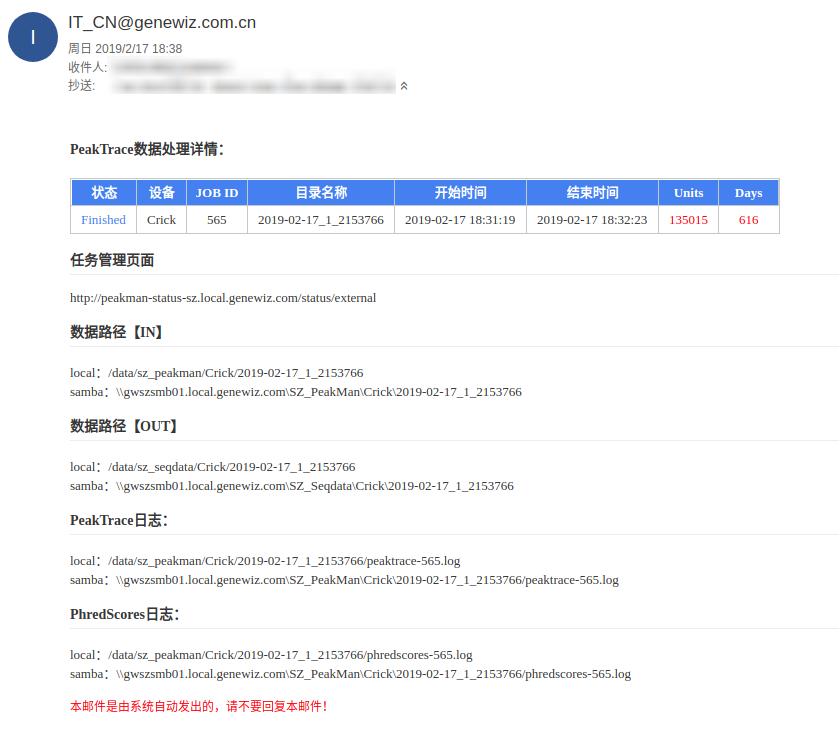 I
IT_CN@genewiz.com.cn
周日 2019/2/17 18:38
收件人:
抄送:
PeakTrace数据处理详情：
状态 设备 JOB ID 目录名称 开始时间 结束时间 Units Days
Finished Crick 565 2019-02-17_1_2153766 2019-02-17 18:31:19 2019-02-17 18:32:23 135015 616
任务管理页面
http://peakman-status-sz.local.genewiz.com/status/external
数据路径【IN】
local：/data/sz_peakman/Crick/2019-02-17_1_2153766
samba：\\gwszsmb01.local.genewiz.com\SZ_PeakMan\Crick\2019-02-17_1_2153766
数据路径【OUT】
local：/data/sz_seqdata/Crick/2019-02-17_1_2153766
samba：\\gwszsmb01.local.genewiz.com\SZ_Seqdata\Crick\2019-02-17_1_2153766
PeakTrace日志：
local：/data/sz_peakman/Crick/2019-02-17_1_2153766/peaktrace-565.log
samba：\\gwszsmb01.local.genewiz.com\SZ_PeakMan\Crick\2019-02-17_1_2153766/peaktrace-565.log
PhredScores日志：
local：/data/sz_peakman/Crick/2019-02-17_1_2153766/phredscores-565.log
samba：\\gwszsmb01.local.genewiz.com\SZ_PeakMan\Crick\2019-02-17_1_2153766/phredscores-565.log
本邮件是由系统自动发出的，请不要回复本邮件！